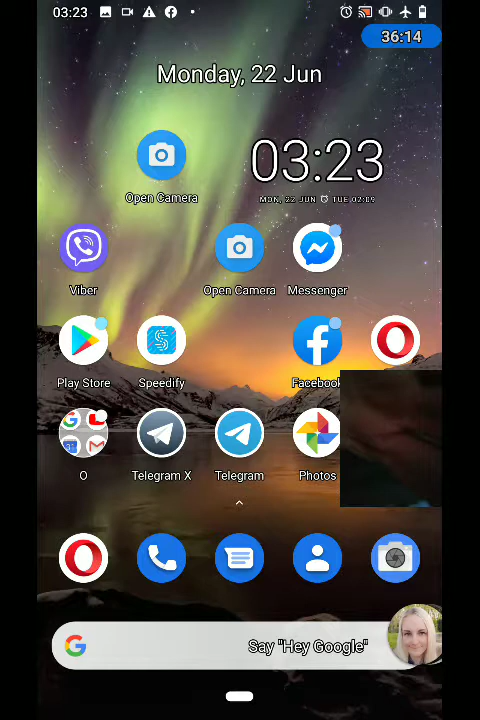 03:23
36:14
Monday, 22 Jun
Open Camera
03:23
MON, 22 JUN TUE 02:09
Viber
Open Camera
Messenger
Play Store
Speedify
Facebook
O
Telegram X
Telegram
Photos
Say "Hey Google"